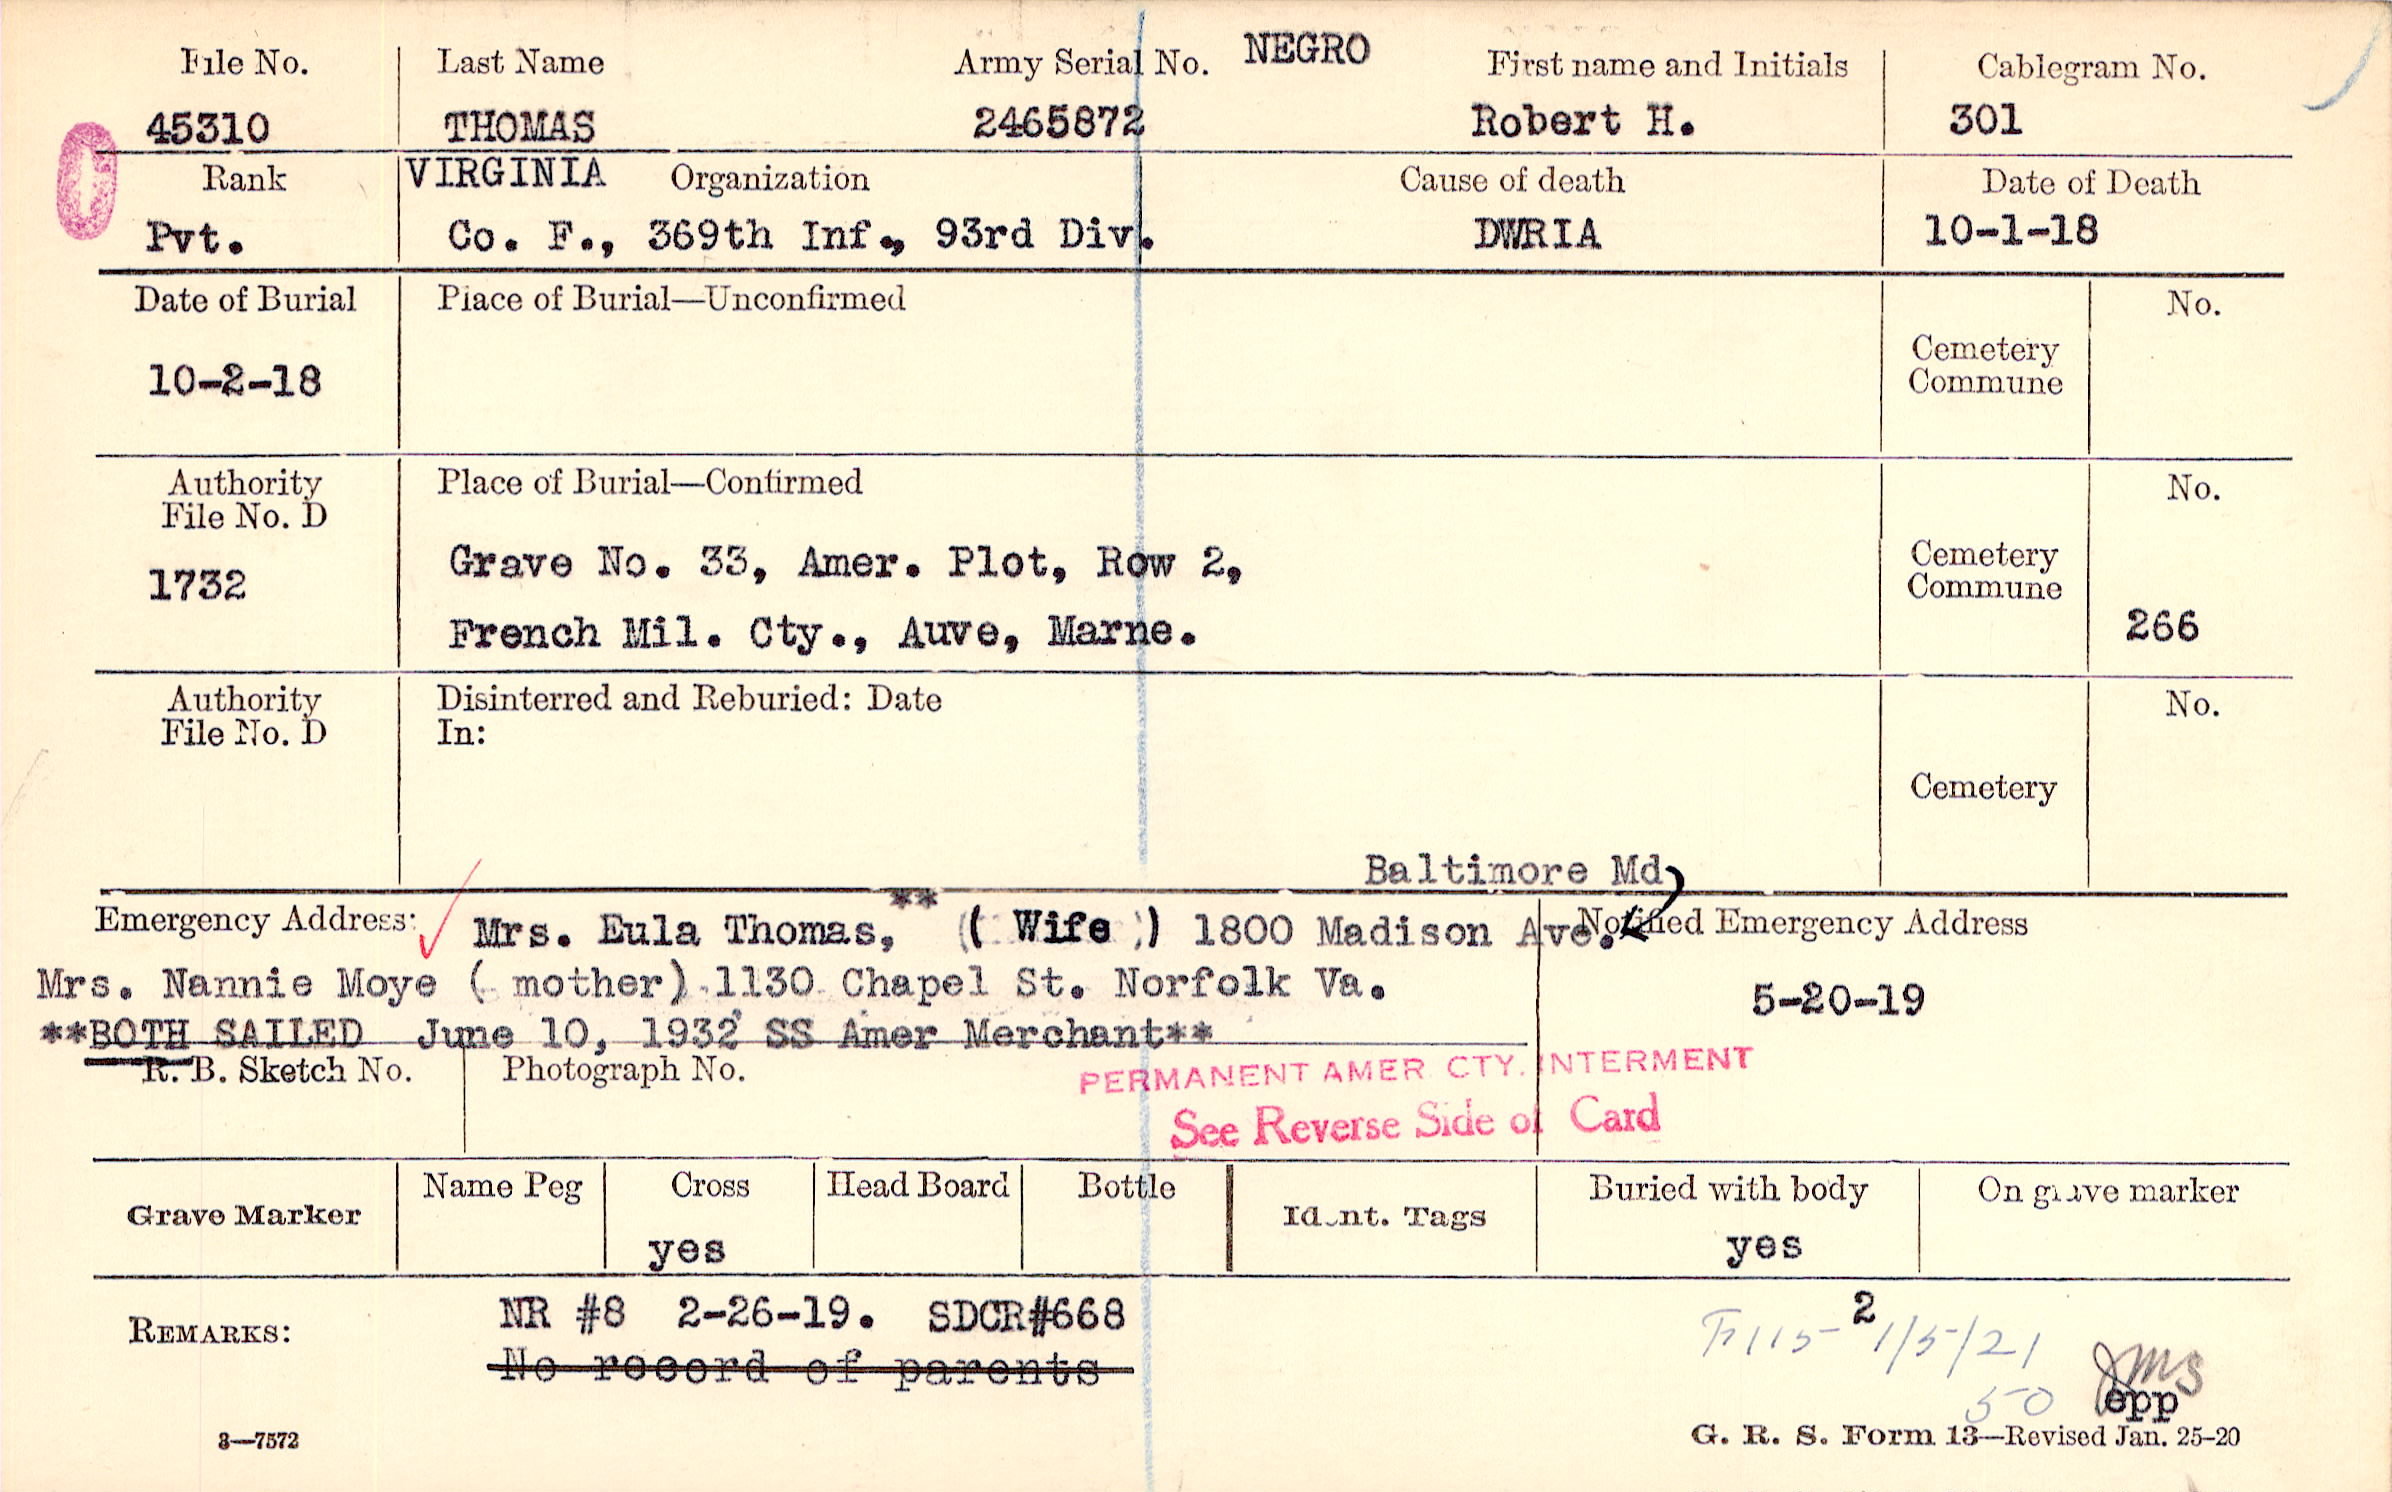 File No. Last Name Army Serial No. NEGRO First name and Initials Cablegram No.
45310 THOMAS 2465872 Robert H. 301
Rank VIRGINIA Organization Cause of death Date of Death
Pvt. Co. F., 369th Inf., 93rd Div. DWRIA 10-1-18
Date of Burial Place of Burial—Unconfirmed No.
Cemetery
Commune
10-2-18
Authority Place of Burial—Confirmed No.
File No. D
Grave No. 33, Amer. Plot, Row 2, Cemetery
1732 Commune
French Mil. Cty., Auve, Marne. 266
Authority Disinterred and Reburied: Date No.
File No. D In:
Cemetery
Baltimore Md
Emergency Address: Mrs. Eula Thomas, ** ( Wife ) 1800 Madison Ave. Notified Emergency Address
Mrs. Nannie Moye ( mother) 1130 Chapel St. Norfolk Va. 5-20-19
**BOTH SAILED June 10, 1932 SS Amer Merchant**
R. B. Sketch No. Photograph No. PERMANENT AMER CTY. INTERMENT
See Reverse Side of Card
Grave Marker Name Peg Cross Head Board Bottle Ident. Tags Buried with body On grave marker
yes yes
REMARKS: NR #8 2-26-19. SDCR#668 2
No record of parents F115 1/5/21
50 JMS
epp
8—7572 G. R. S. Form 13—Revised Jan. 25-20